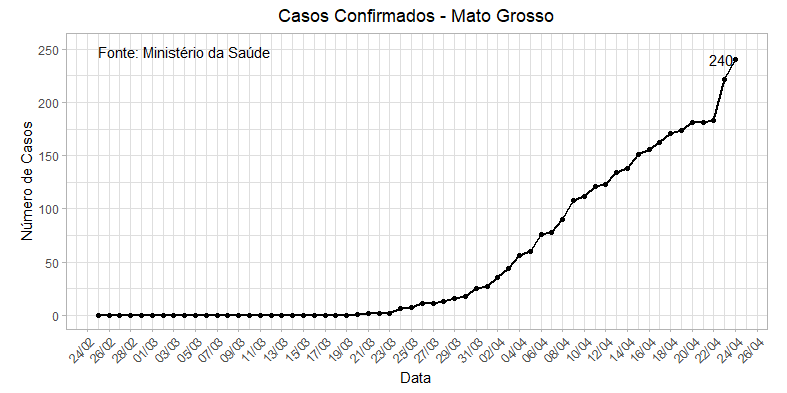 Casos Confirmados - Mato Grosso
Fonte: Ministério da Saúde
240
Número de Casos
250
200
150
100
50
0
24/02 26/02 28/02 01/03 03/03 05/03 07/03 09/03 11/03 13/03 15/03 17/03 19/03 21/03 23/03 25/03 27/03 29/03 31/03 02/04 04/04 06/04 08/04 10/04 12/04 14/04 16/04 18/04 20/04 22/04 24/04 26/04
Data